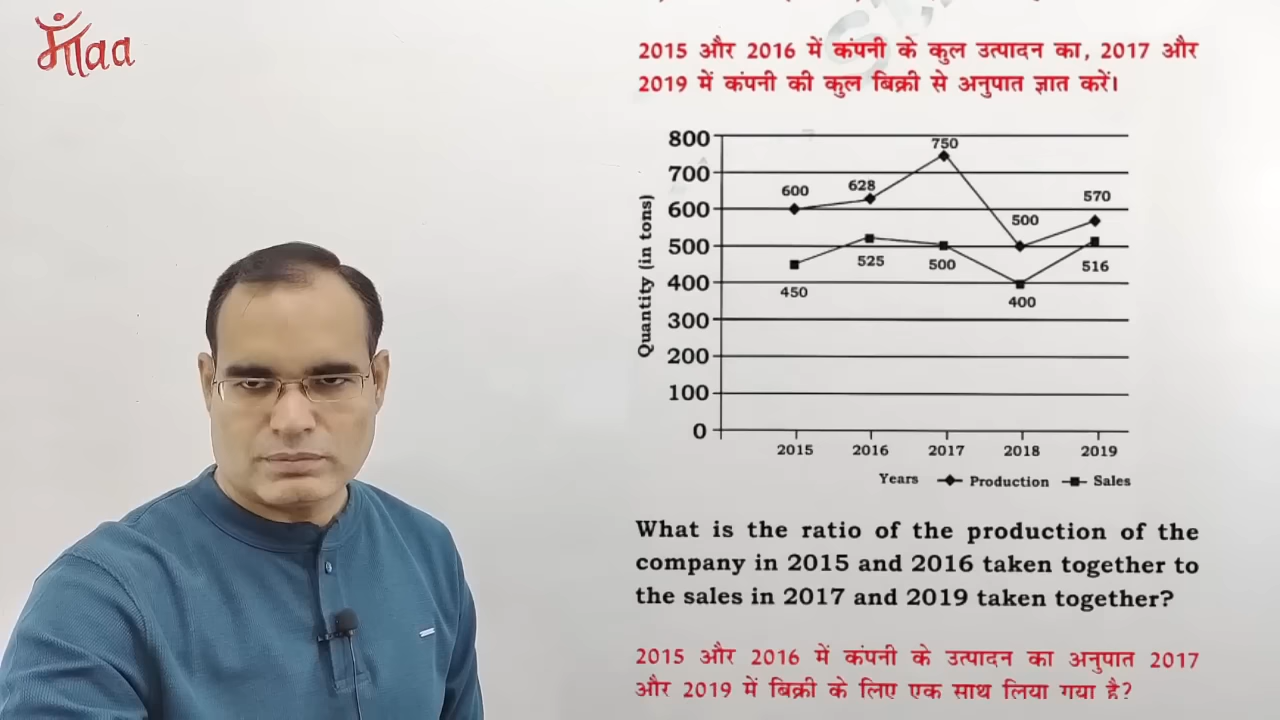 माँaa
2015 और 2016 में कंपनी के कुल उत्पादन का, 2017 और
2019 में कंपनी की कुल बिक्री से अनुपात ज्ञात करें।
800
700
600
500
400
300
200
100
0
Quantity (in tons)
600
628
750
500
570
450
525
500
400
516
2015 2016 2017 2018 2019
Years Production Sales
What is the ratio of the production of the
company in 2015 and 2016 taken together to
the sales in 2017 and 2019 taken together?
2015 और 2016 में कंपनी के उत्पादन का अनुपात 2017
और 2019 में बिक्री के लिए एक साथ लिया गया है?